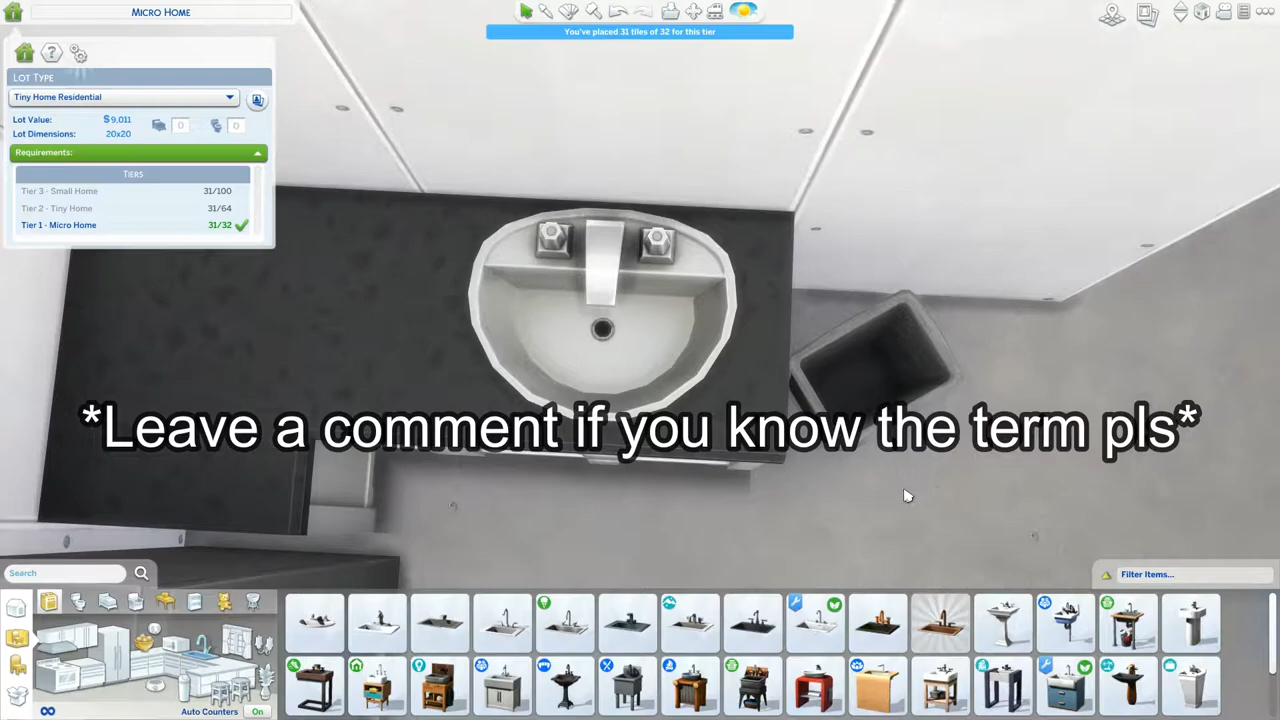 MICRO HOME
You've placed 31 tiles of 32 for this tier
LOT TYPE
Tiny Home Residential
Lot Value: $9,011
0 0
Lot Dimensions: 20x20
Requirements:
TIERS
Tier 3 - Small Home 31/100
Tier 2 - Tiny Home 31/64
Tier 1 - Micro Home 31/32
*Leave a comment if you know the term pls*
Search
Filter Items...
Auto Counters On